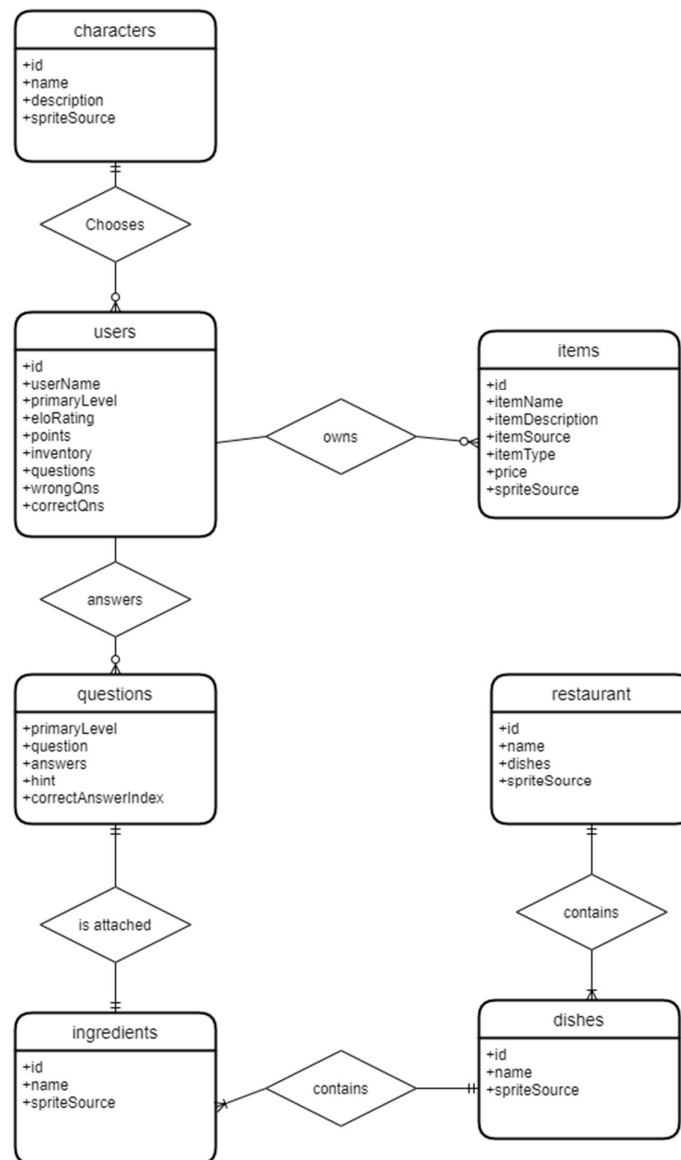 characters
+id
+name
+description
+spriteSource
Chooses
users
+id
+userName
+primaryLevel
+eloRating
+points
+inventory
+questions
+wrongQns
+correctQns
owns
items
+id
+itemName
+itemDescription
+itemSource
+itemType
+price
+spriteSource
answers
questions
+primaryLevel
+question
+answers
+hint
+correctAnswerIndex
restaurant
+id
+name
+dishes
+spriteSource
is attached
contains
ingredients
+id
+name
+spriteSource
contains
dishes
+id
+name
+spriteSource